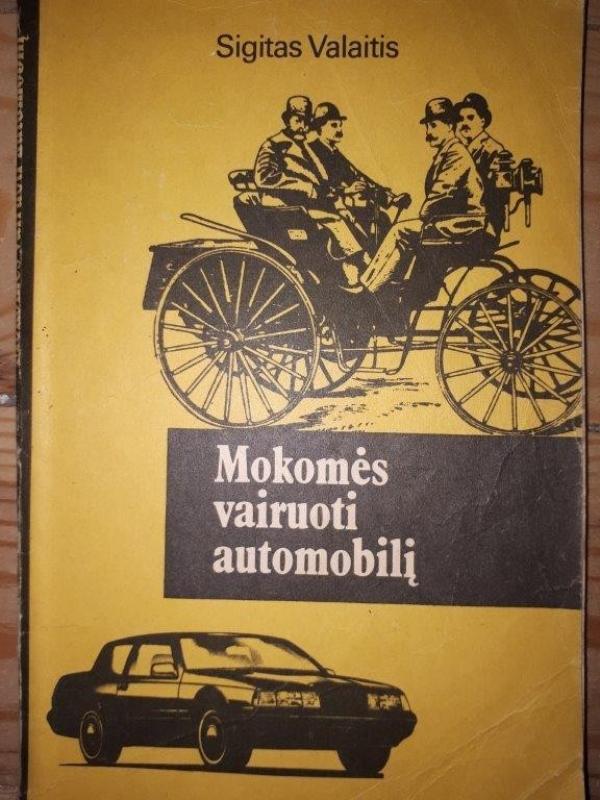 Sigitas Valaitis
Mokomės
vairuoti
automobilį